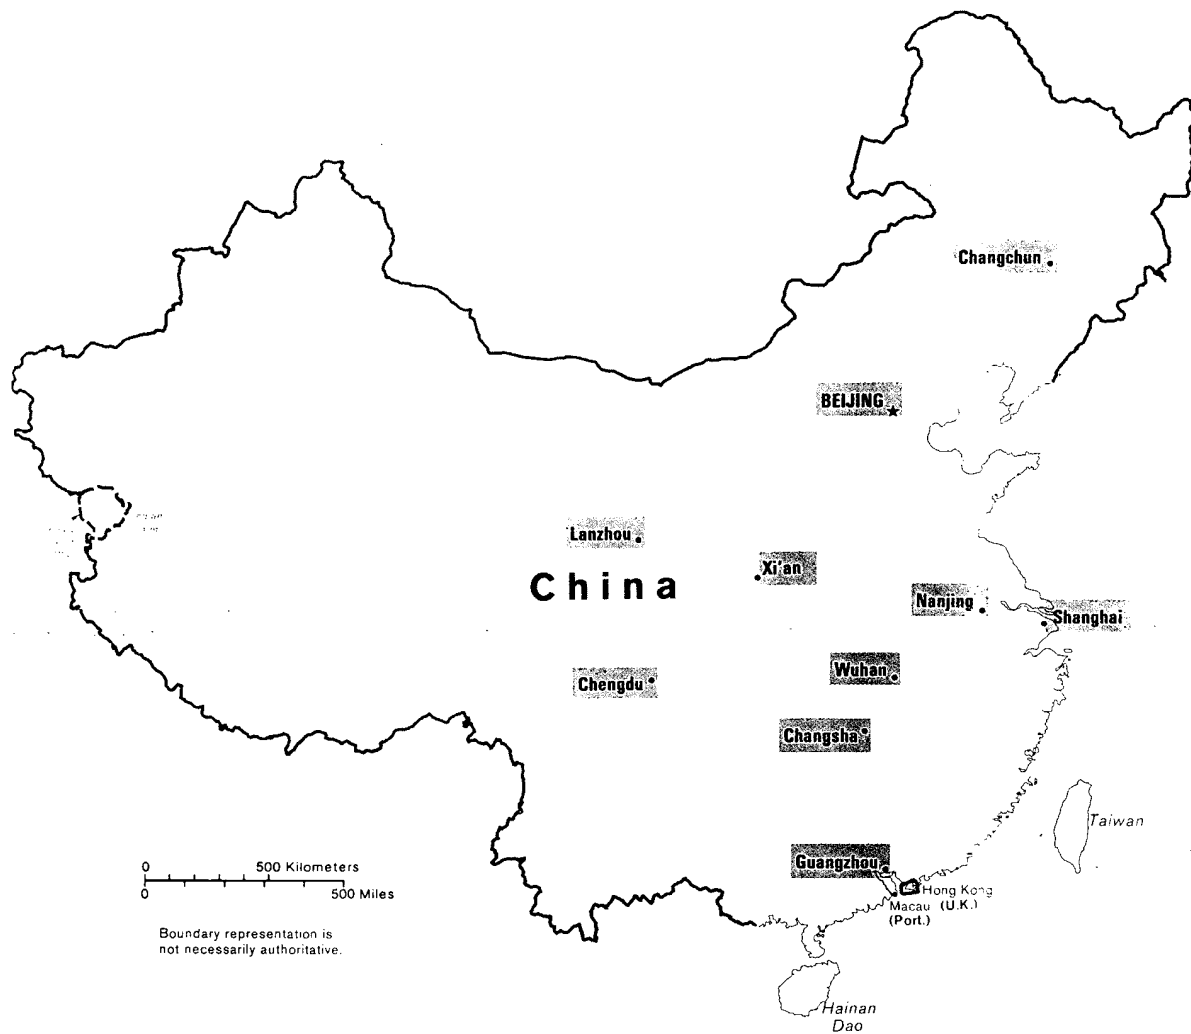 Changchun
BEIJING
Lanzhou
Xi'an
China
Nanjing
Shanghai
Wuhan
Chengdu
Changsha
Taiwan
Guangzhou
0 500 Kilometers
0 500 Miles
Hong Kong
(U.K.)
Macau
(Port.)
Boundary representation is
not necessarily authoritative.
Hainan
Dao